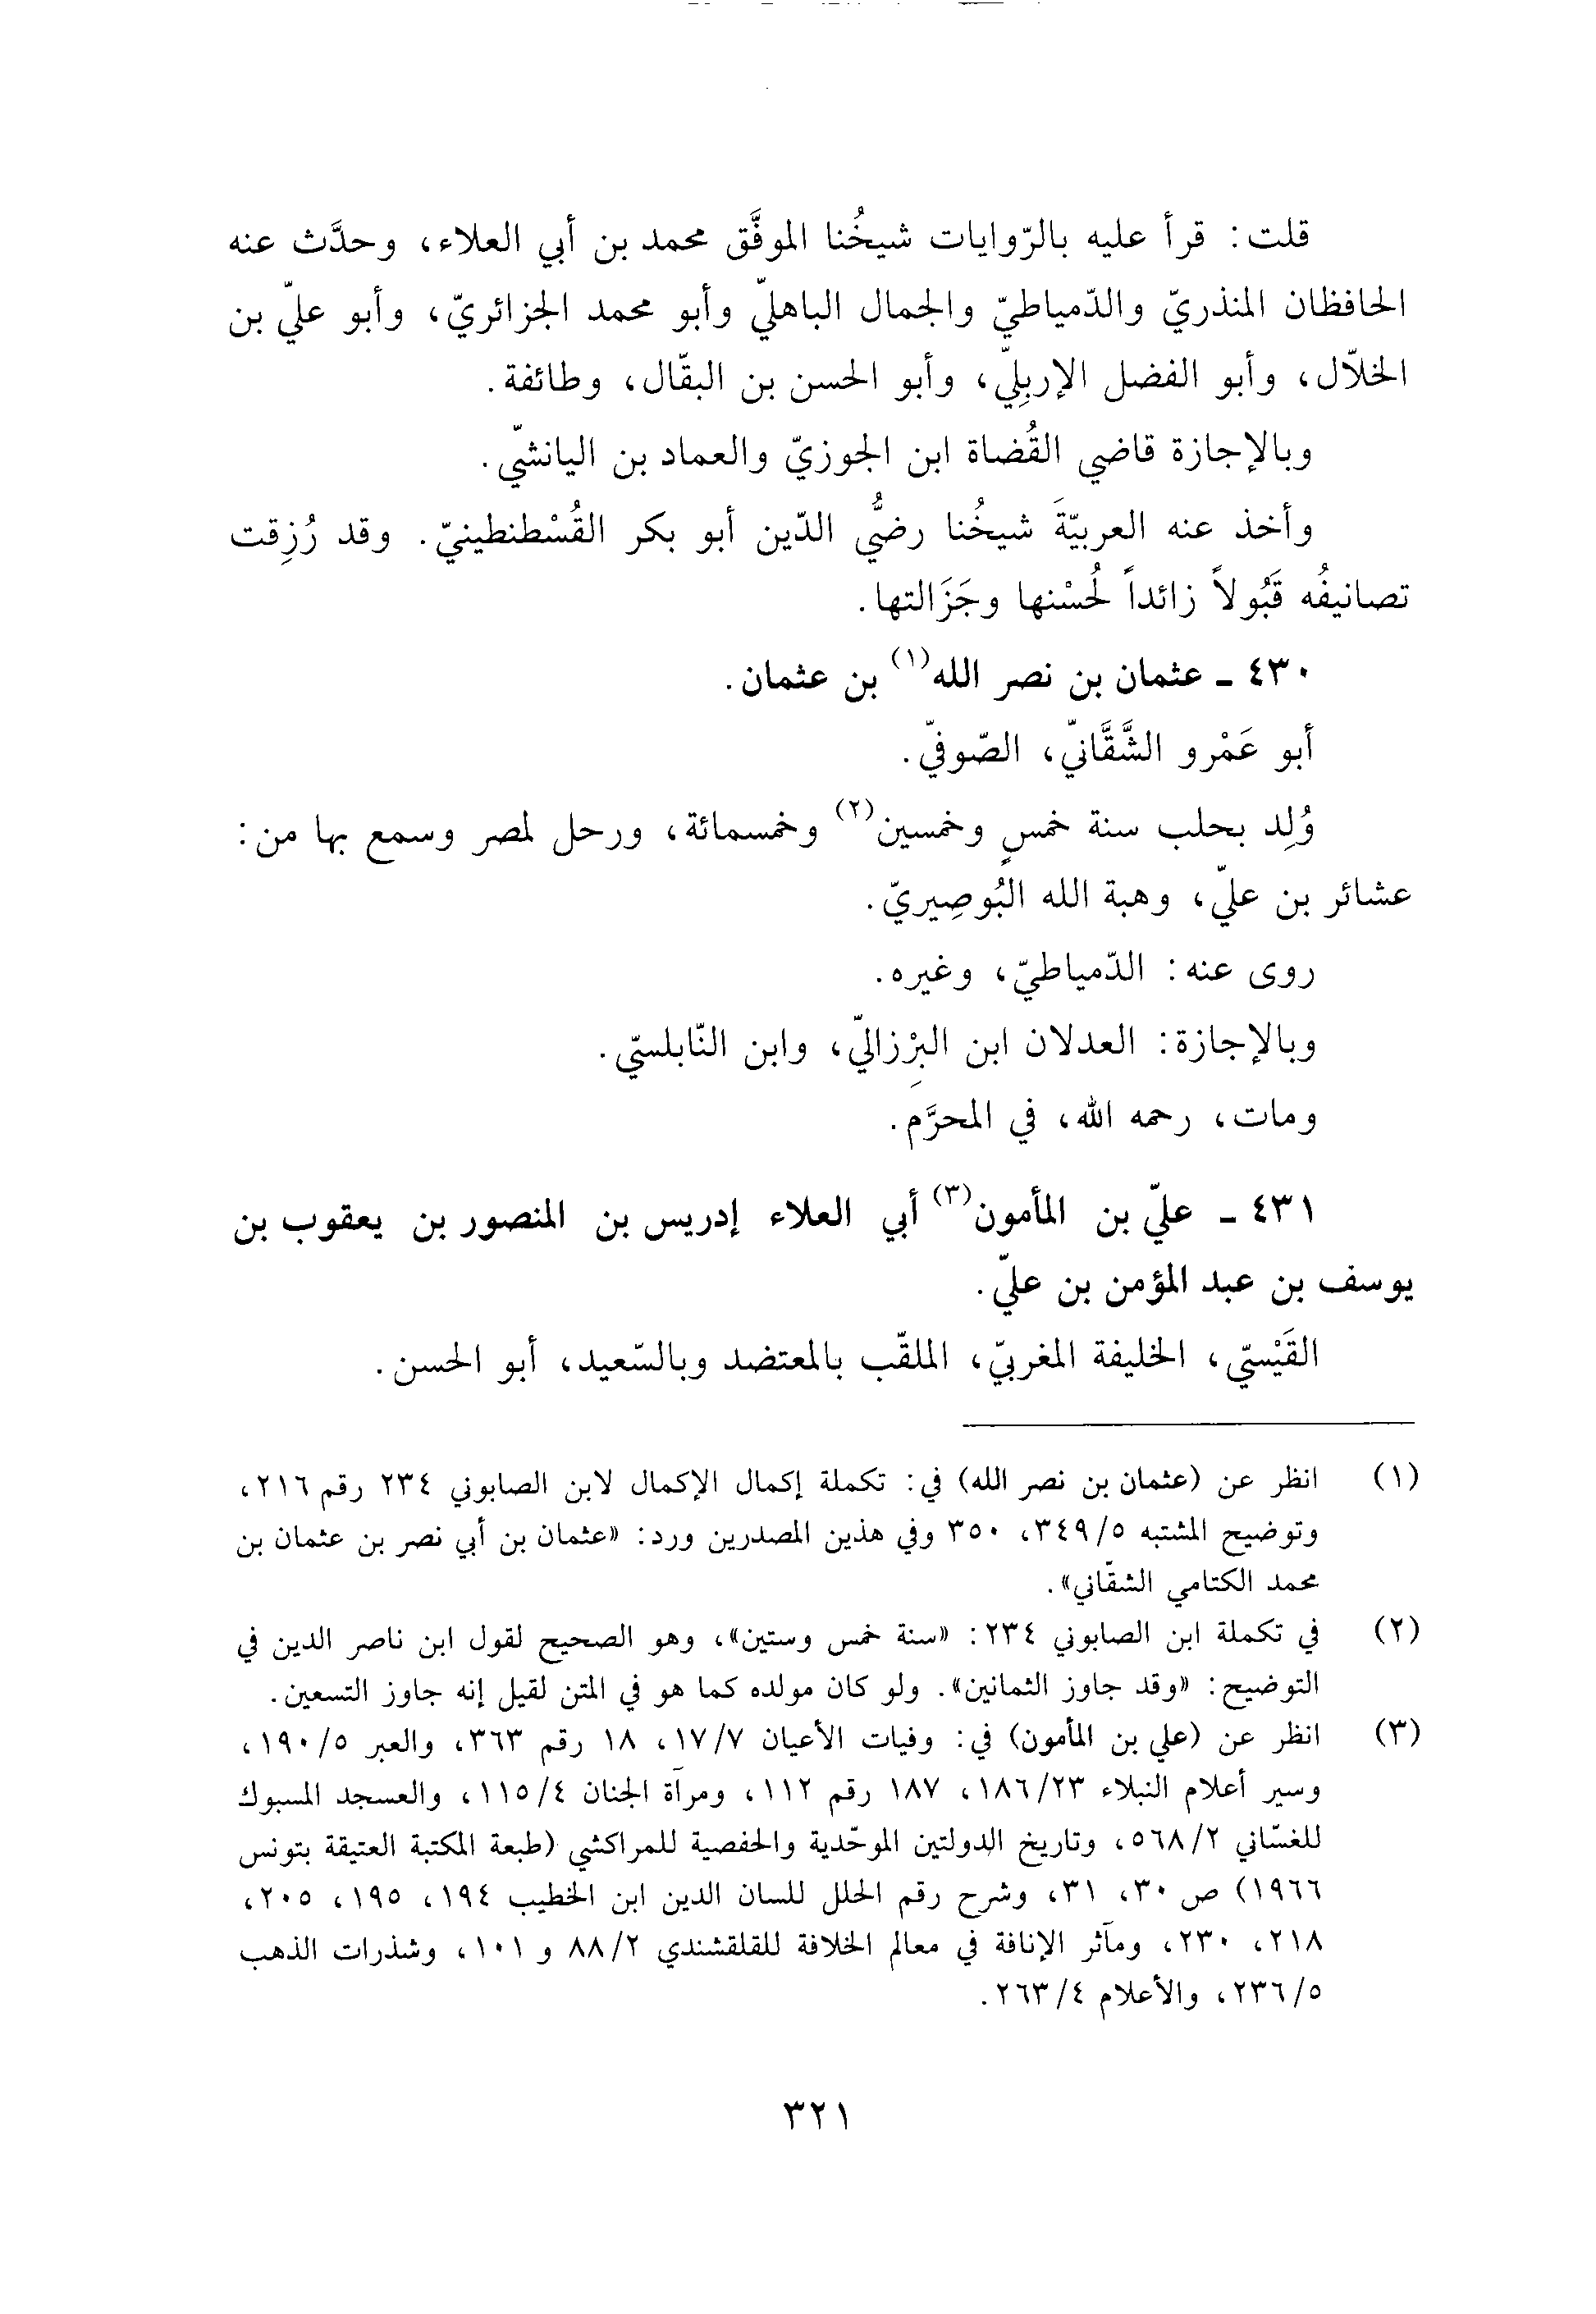 قلت: قرأ عليه بالرّوايات شيخُنا الموفَّق محمد بن أبي العلاء، وحدَّث عنه
الحافظان المنذريّ والدّمياطيّ والجمال الباهليّ وأبو محمد الجزائريّ، وأبو عليّ بن
الخلاّل، وأبو الفضل الإربِليّ، وأبو الحسن بن البقّال، وطائفة.
وبالإجازة قاضي القُضاة ابن الجوزيّ والعماد بن اليانشيّ.
وأخذ عنه العربيّةَ شيخُنا رضيُّ الدّين أبو بكر القُسْطنطينيّ. وقد رُزِقت
تصانيفُه قَبُولاً زائداً لحُسْنها وجَزَالتها.
٤٣٠ ـ عثمان بن نصر الله(١) بن عثمان.
أبو عَمْرو الشَّقَّانيّ، الصّوفيّ.
وُلِد بحلب سنة خمسٍ وخمسين(٢) وخمسمائة، ورحل لمصر وسمع بها من:
عشائر بن عليّ، وهبة الله البُوصِيريّ.
روى عنه: الدّمياطيّ، وغيره.
وبالإجازة: العدلان ابن البِرْزاليّ، وابن النّابلسيّ.
ومات، رحمه الله، في المحرَّم.
٤٣١ ـ عليّ بن المأمون(٣) أبي العلاء إدريس بن المنصور بن يعقوب بن
يوسف بن عبد المؤمن بن عليّ.
القَيْسيّ، الخليفة المغربيّ، الملقّب بالمعتضد وبالسّعيد، أبو الحسن.
(١) انظر عن (عثمان بن نصر الله) في: تكملة إكمال الإكمال لابن الصابوني ٢٣٤ رقم ٢١٦،
وتوضيح المشتبه ٣٤٩/٥، ٣٥٠ وفي هذين المصدرين ورد: «عثمان بن أبي نصر بن عثمان بن
محمد الكتامي الشقّاني».
(٢) في تكملة ابن الصابوني ٢٣٤: «سنة خمس وستين»، وهو الصحيح لقول ابن ناصر الدين في
التوضيح: «وقد جاوز الثمانين». ولو كان مولده كما هو في المتن لقيل إنه جاوز التسعين.
(٣) انظر عن (علي بن المأمون) في: وفيات الأعيان ١٧/٧، ١٨ رقم ٣٦٣، والعبر ١٩٠/٥،
وسير أعلام النبلاء ١٨٦/٢٣، ١٨٧ رقم ١١٢، ومرآة الجنان ١١٥/٤، والعسجد المسبوك
للغسّاني ٥٦٨/٢، وتاريخ الدولتين الموحّدية والحفصية للمراكشي (طبعة المكتبة العتيقة بتونس
١٩٦٦) ص ٣٠، ٣١، وشرح رقم الحلل للسان الدين ابن الخطيب ١٩٤، ١٩٥، ٢٠٥،
٢١٨، ٢٣٠، ومآثر الإنافة في معالم الخلافة للقلقشندي ٨٨/٢ و ١٠١، وشذرات الذهب
٢٣٦/٥، والأعلام ٢٦٣/٤.
٣٢١